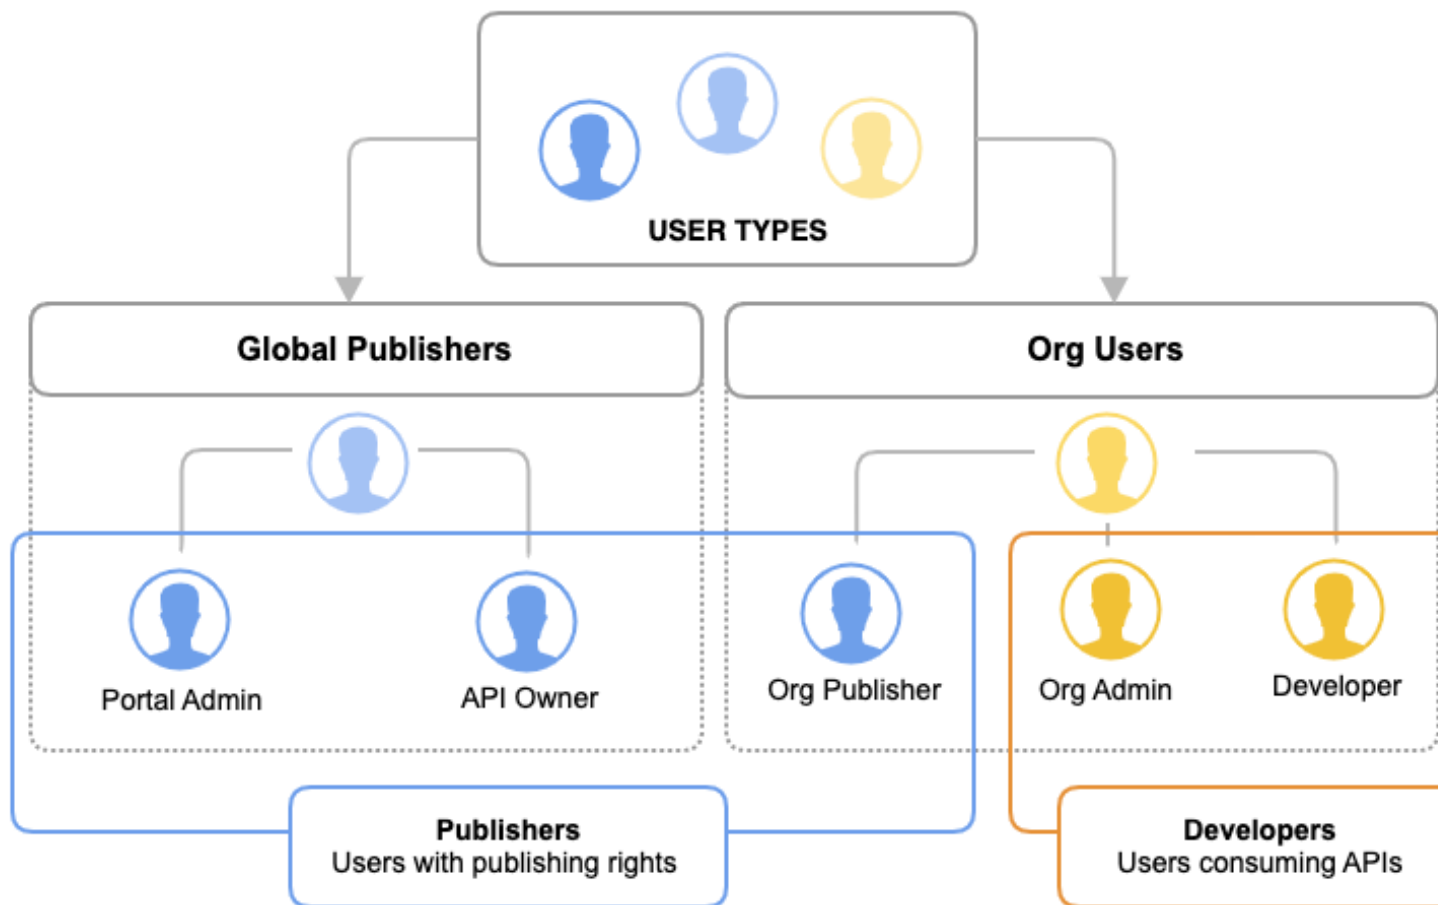 USER TYPES
Global Publishers
Org Users
Portal Admin
API Owner
Org Publisher
Org Admin
Developer
Publishers
Users with publishing rights
Developers
Users consuming APIs